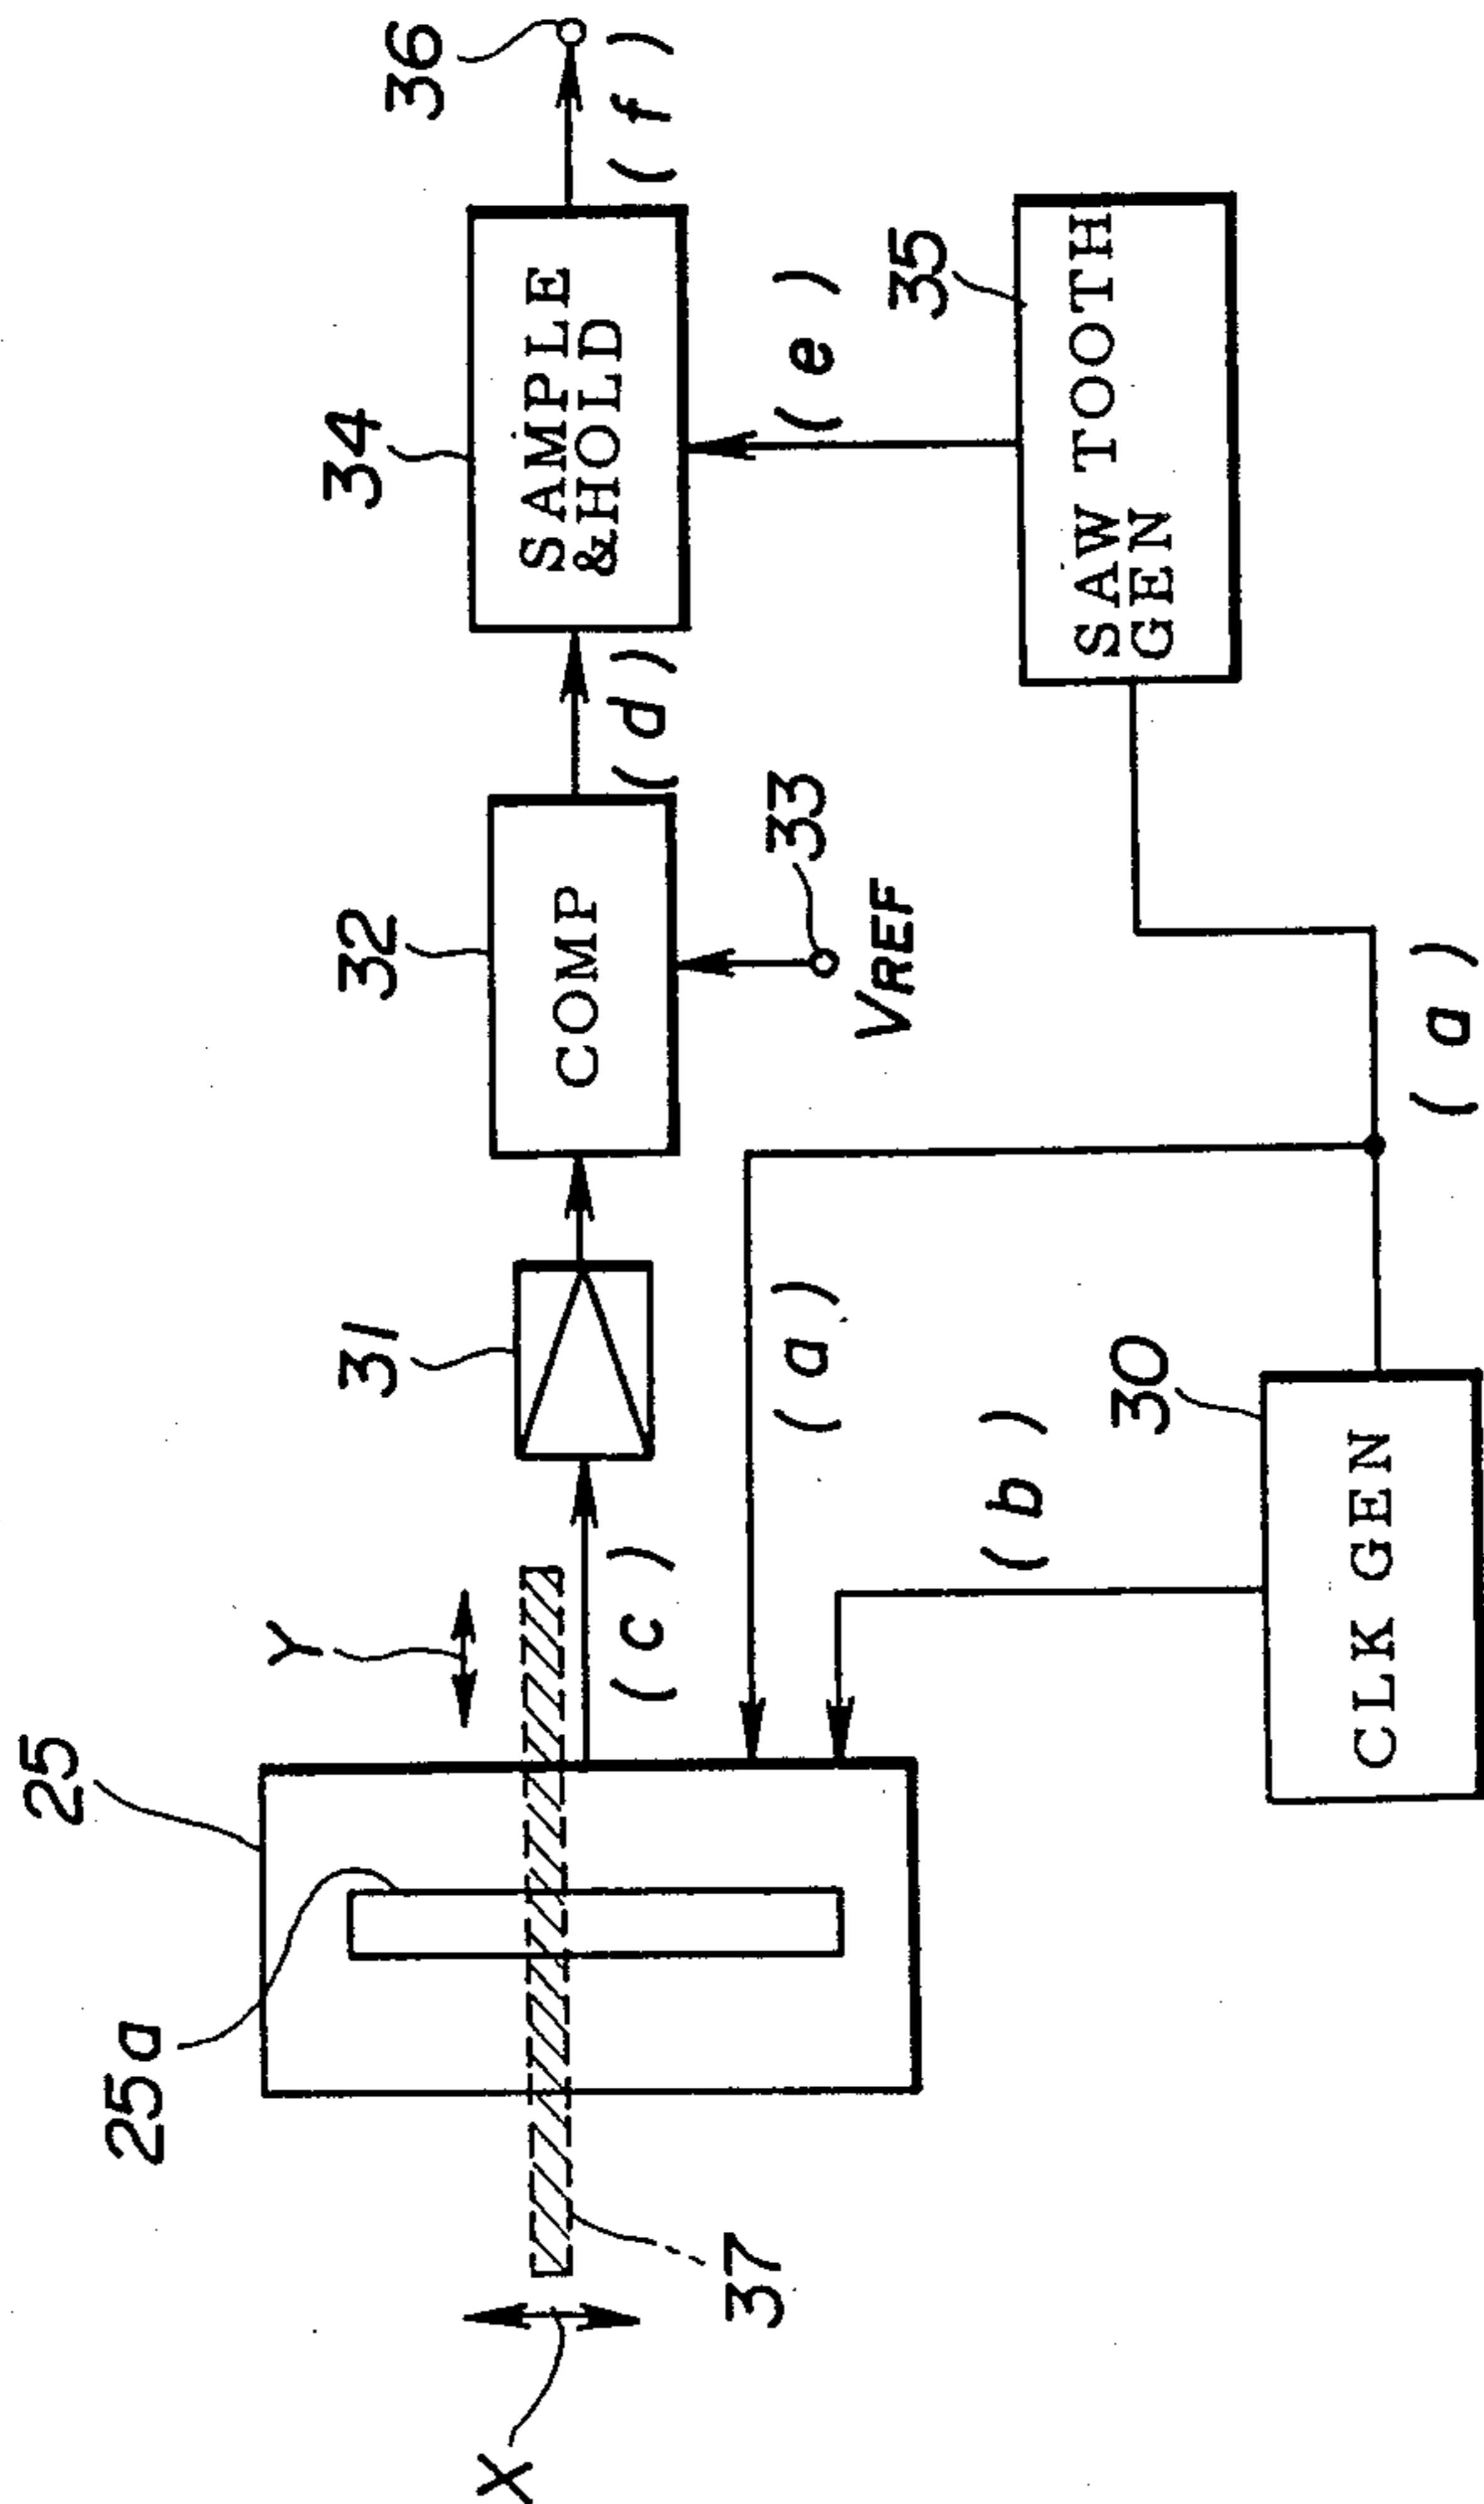 X
37
25a
25
Y
(c)
31
32
COMP
33
VREF
(d)
34
SAMPLE
&HOLD
36
(f)
(e)
35
SAW TOOTH
GEN
(a)
(b)
30
CLK GEN
(a)